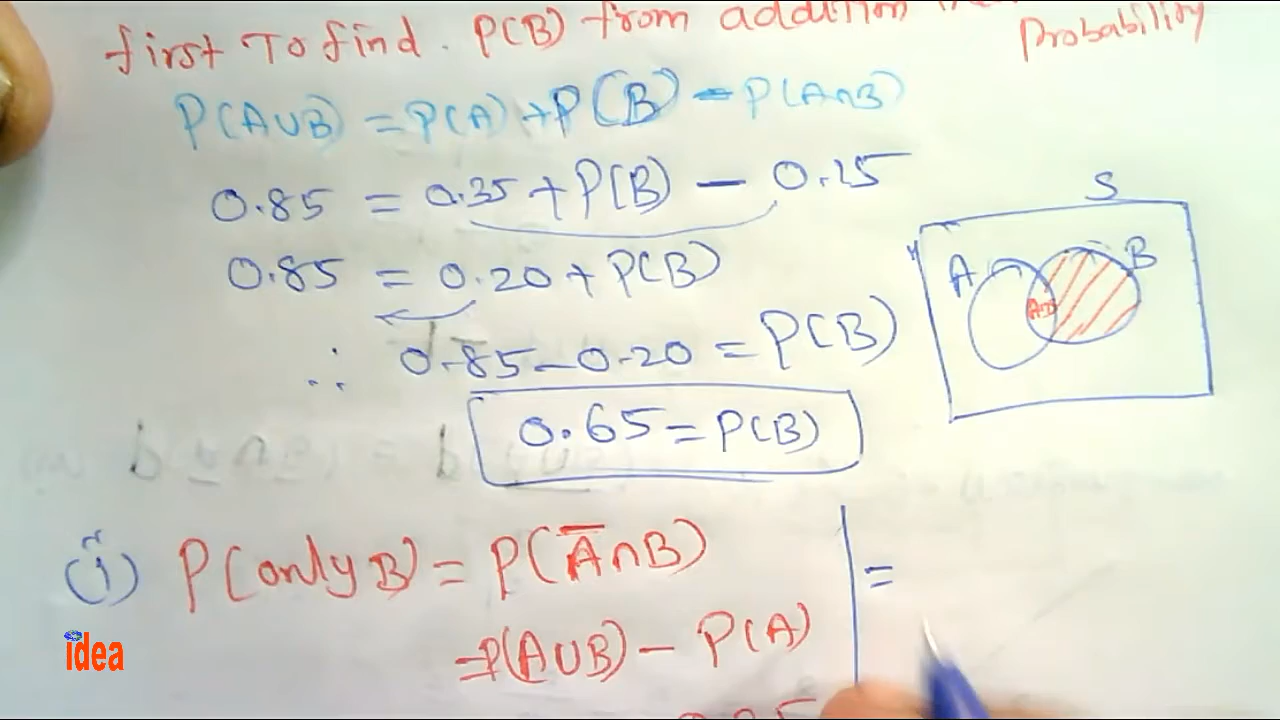 first To find. P(B) from addition
Probability
P(A∪B) = P(A) + P(B) - P(A∩B)
0.85 = 0.35 + P(B) - 0.15
0.85 = 0.20 + P(B)
∴ 0.85 - 0.20 = P(B)
0.65 = P(B)
S
A B
(i) P(only B) = P(A̅∩B)
= P(A∪B) - P(A)
=
idea